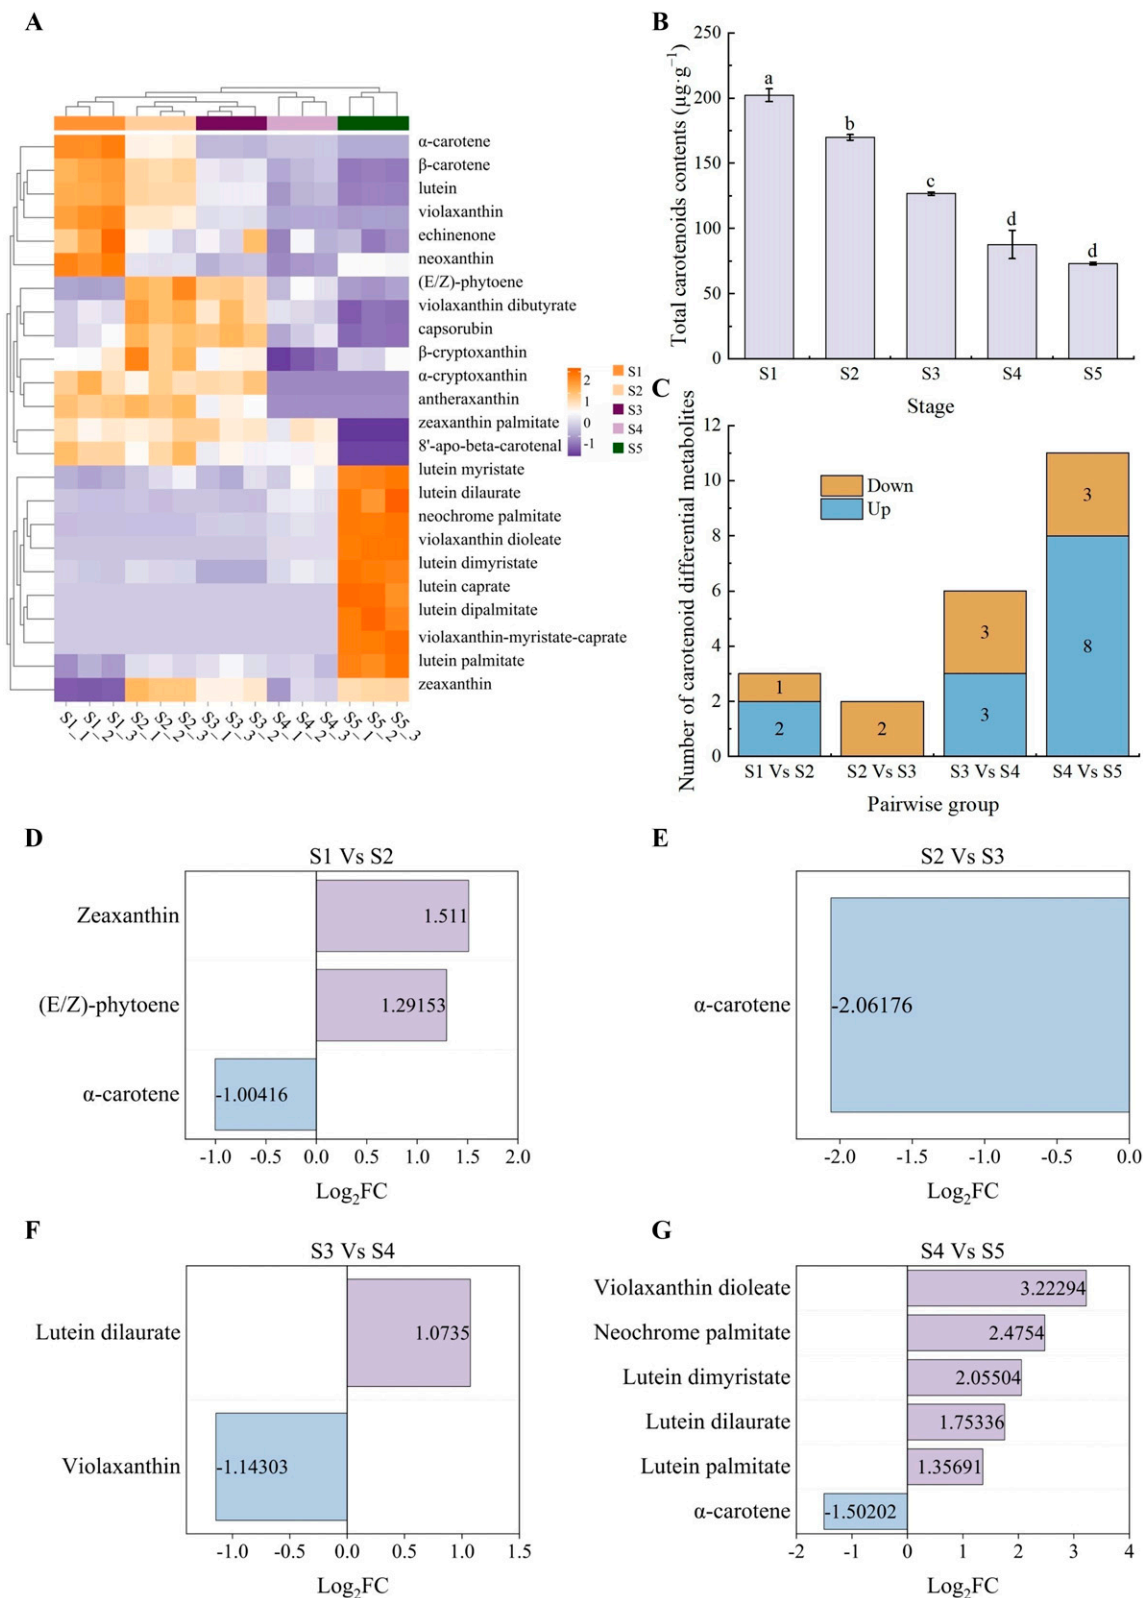 A
α-carotene
β-carotene
lutein
violaxanthin
echinenone
neoxanthin
(E/Z)-phytoene
violaxanthin dibutyrate
capsorubin
β-cryptoxanthin
α-cryptoxanthin
antheraxanthin
zeaxanthin palmitate
8'-apo-beta-carotenal
lutein myristate
lutein dilaurate
neochrome palmitate
violaxanthin dioleate
lutein dimyristate
lutein caprate
lutein dipalmitate
violaxanthin-myristate-caprate
lutein palmitate
zeaxanthin
S1_1
S1_2
S1_3
S2_1
S2_2
S2_3
S3_1
S3_3
S3_2
S4_1
S4_2
S4_3
S5_1
S5_2
S5_3
2
1
0
-1
S1
S2
S3
S4
S5
B
Total carotenoids contents (μg·g⁻¹)
250
200
150
100
50
0
a
b
c
d
d
S1 S2 S3 S4 S5
Stage
C
Number of carotenoid differential metabolites
12
10
8
6
4
2
0
Down
Up
1
2
2
3
3
3
8
S1 Vs S2 S2 Vs S3 S3 Vs S4 S4 Vs S5
Pairwise group
D
S1 Vs S2
Zeaxanthin 1.511
(E/Z)-phytoene 1.29153
α-carotene -1.00416
-1.0 -0.5 0.0 0.5 1.0 1.5 2.0
Log₂FC
E
S2 Vs S3
α-carotene -2.06176
-2.0 -1.5 -1.0 -0.5 0.0
Log₂FC
F
S3 Vs S4
Lutein dilaurate 1.0735
Violaxanthin -1.14303
-1.0 -0.5 0.0 0.5 1.0 1.5
Log₂FC
G
S4 Vs S5
Violaxanthin dioleate 3.22294
Neochrome palmitate 2.4754
Lutein dimyristate 2.05504
Lutein dilaurate 1.75336
Lutein palmitate 1.35691
α-carotene -1.50202
-2 -1 0 1 2 3 4
Log₂FC